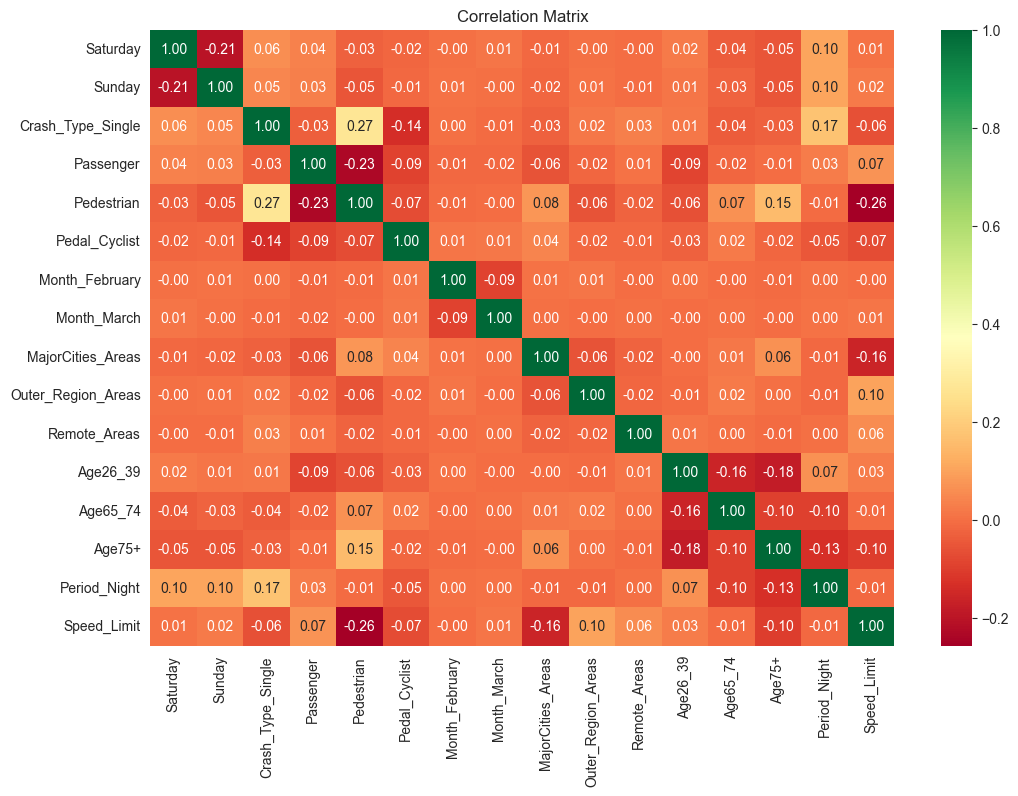 Correlation Matrix
Saturday 1.00 -0.21 0.06 0.04 -0.03 -0.02 -0.00 0.01 -0.01 -0.00 -0.00 0.02 -0.04 -0.05 0.10 0.01
Sunday -0.21 1.00 0.05 0.03 -0.05 -0.01 0.01 -0.00 -0.02 0.01 -0.01 0.01 -0.03 -0.05 0.10 0.02
Crash_Type_Single 0.06 0.05 1.00 -0.03 0.27 -0.14 0.00 -0.01 -0.03 0.02 0.03 0.01 -0.04 -0.03 0.17 -0.06
Passenger 0.04 0.03 -0.03 1.00 -0.23 -0.09 -0.01 -0.02 -0.06 -0.02 0.01 -0.09 -0.02 -0.01 0.03 0.07
Pedestrian -0.03 -0.05 0.27 -0.23 1.00 -0.07 -0.01 -0.00 0.08 -0.06 -0.02 -0.06 0.07 0.15 -0.01 -0.26
Pedal_Cyclist -0.02 -0.01 -0.14 -0.09 -0.07 1.00 0.01 0.01 0.04 -0.02 -0.01 -0.03 0.02 -0.02 -0.05 -0.07
Month_February -0.00 0.01 0.00 -0.01 -0.01 0.01 1.00 -0.09 0.01 0.01 -0.00 0.00 -0.00 -0.01 0.00 -0.00
Month_March 0.01 -0.00 -0.01 -0.02 -0.00 0.01 -0.09 1.00 0.00 -0.00 0.00 -0.00 0.00 -0.00 0.00 0.01
MajorCities_Areas -0.01 -0.02 -0.03 -0.06 0.08 0.04 0.01 0.00 1.00 -0.06 -0.02 -0.00 0.01 0.06 -0.01 -0.16
Outer_Region_Areas -0.00 0.01 0.02 -0.02 -0.06 -0.02 0.01 -0.00 -0.06 1.00 -0.02 -0.01 0.02 0.00 -0.01 0.10
Remote_Areas -0.00 -0.01 0.03 0.01 -0.02 -0.01 -0.00 0.00 -0.02 -0.02 1.00 0.01 0.00 -0.01 0.00 0.06
Age26_39 0.02 0.01 0.01 -0.09 -0.06 -0.03 0.00 -0.00 -0.00 -0.01 0.01 1.00 -0.16 -0.18 0.07 0.03
Age65_74 -0.04 -0.03 -0.04 -0.02 0.07 0.02 -0.00 0.00 0.01 0.02 0.00 -0.16 1.00 -0.10 -0.10 -0.01
Age75+ -0.05 -0.05 -0.03 -0.01 0.15 -0.02 -0.01 -0.00 0.06 0.00 -0.01 -0.18 -0.10 1.00 -0.13 -0.10
Period_Night 0.10 0.10 0.17 0.03 -0.01 -0.05 0.00 0.00 -0.01 -0.01 0.00 0.07 -0.10 -0.13 1.00 -0.01
Speed_Limit 0.01 0.02 -0.06 0.07 -0.26 -0.07 -0.00 0.01 -0.16 0.10 0.06 0.03 -0.01 -0.10 -0.01 1.00
Saturday
Sunday
Crash_Type_Single
Passenger
Pedestrian
Pedal_Cyclist
Month_February
Month_March
MajorCities_Areas
Outer_Region_Areas
Remote_Areas
Age26_39
Age65_74
Age75+
Period_Night
Speed_Limit
1.0
0.8
0.6
0.4
0.2
0.0
−0.2